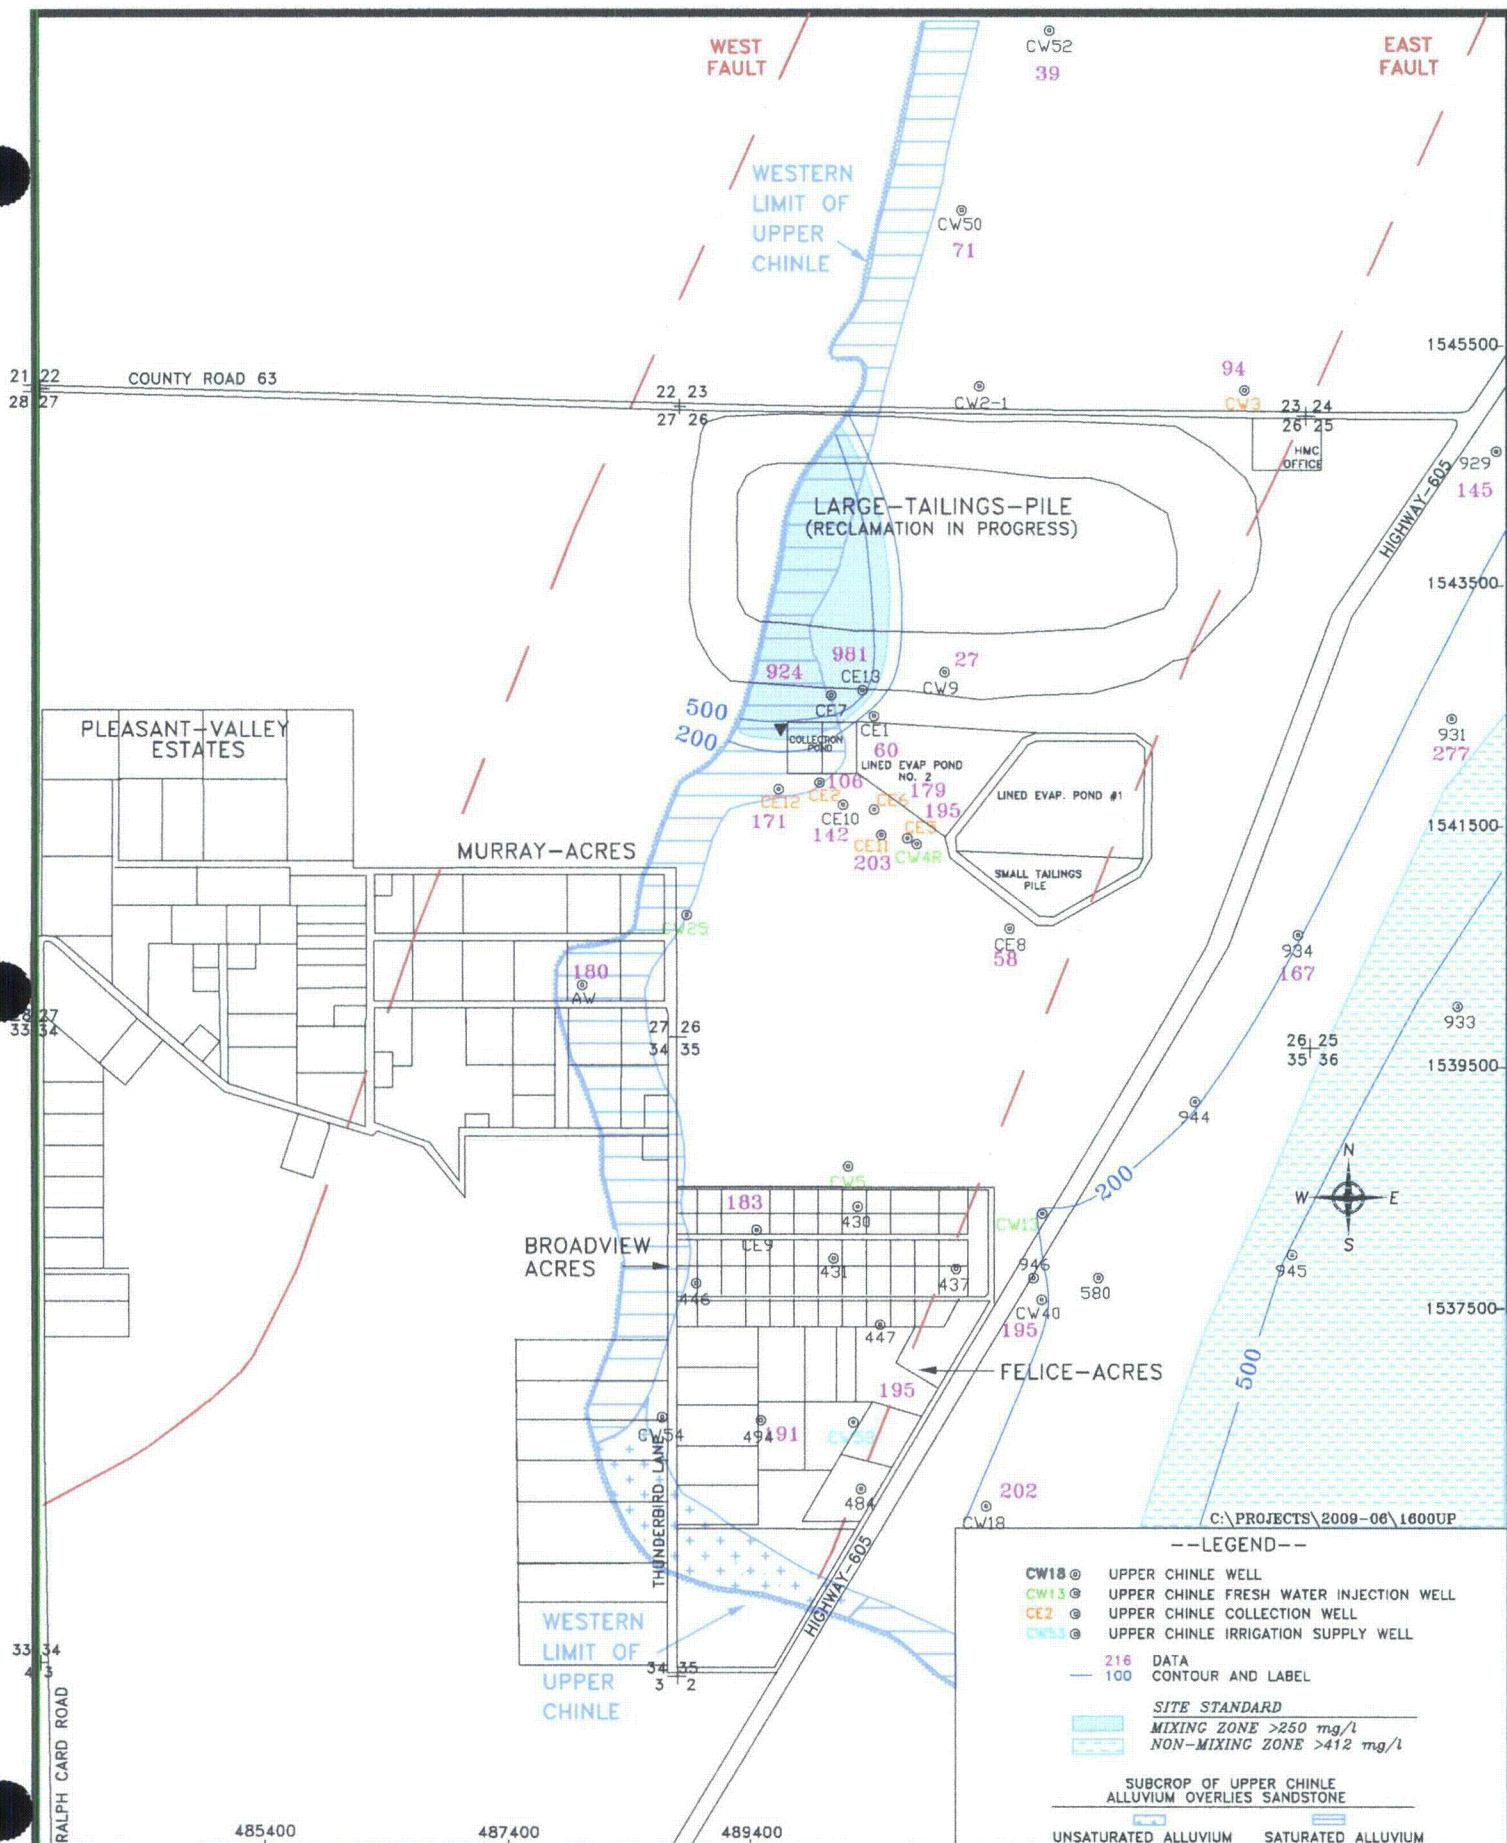 WEST
FAULT
CW52
39
EAST
FAULT
WESTERN
LIMIT OF
UPPER
CHINLE
CW50
71
1545500
21 22
28 27
COUNTY ROAD 63
22 23
27 26
CW2-1
94
CW3
23 24
26 25
HMC
OFFICE
929
145
HIGHWAY-605
LARGE-TAILINGS-PILE
(RECLAMATION IN PROGRESS)
1543500
924
981
CE13
CE7
27
CW9
500
200
CE1
60
COLLECTION
POND
LINED EVAP POND
NO. 2
PLEASANT-VALLEY
ESTATES
931
277
CE12
171
CE2
106
CE10
142
CE6
179
195
CE5
CE11
203
CW4R
LINED EVAP. POND #1
SMALL TAILINGS
PILE
1541500
MURRAY-ACRES
CW25
CE8
58
934
167
180
AW
933
28 27
33 34
27 26
34 35
26 25
35 36
1539500
944
N
W E
S
CW5
183
430
CE9
200
CW13
BROADVIEW
ACRES
431
437
446
447
946
580
CW40
195
945
1537500
FELICE-ACRES
500
195
CW54
494
191
CW53
484
THUNDERBIRD LANE
202
CW18
HIGHWAY-605
C:\PROJECTS\2009-06\1600UP
WESTERN
LIMIT OF
UPPER
CHINLE
33 34
4 3
34 35
3 2
RALPH CARD ROAD
485400
487400
489400
--LEGEND--
CW18 UPPER CHINLE WELL
CW13 UPPER CHINLE FRESH WATER INJECTION WELL
CE2 UPPER CHINLE COLLECTION WELL
CW53 UPPER CHINLE IRRIGATION SUPPLY WELL
216 DATA
100 CONTOUR AND LABEL
SITE STANDARD
MIXING ZONE >250 mg/l
NON-MIXING ZONE >412 mg/l
SUBCROP OF UPPER CHINLE
ALLUVIUM OVERLIES SANDSTONE
UNSATURATED ALLUVIUM SATURATED ALLUVIUM